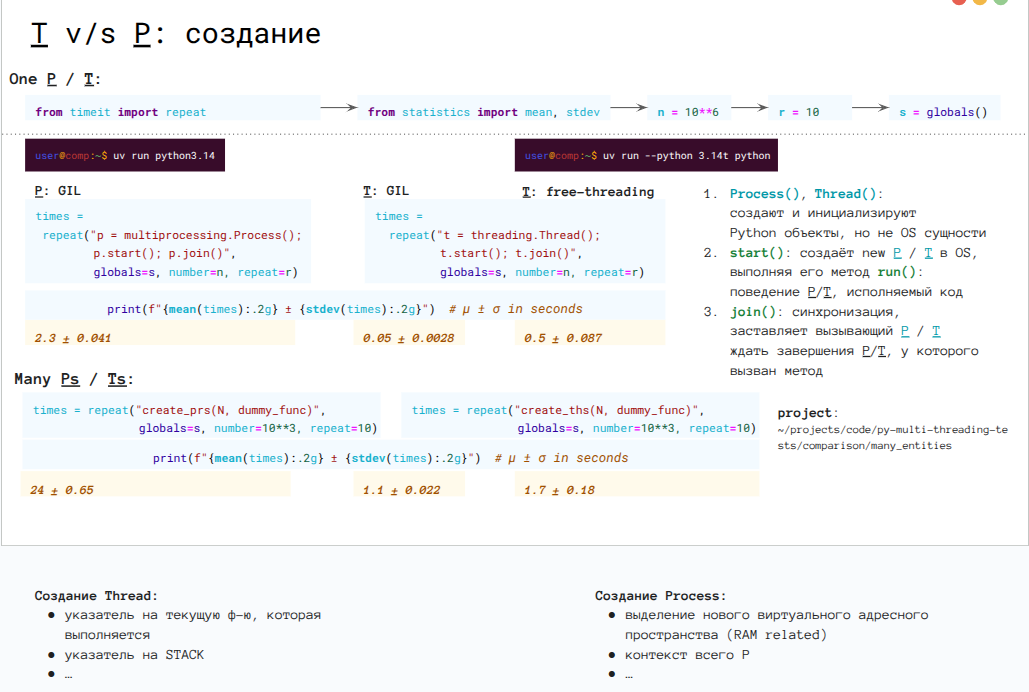 T v/s P: создание
One P / T:
from timeit import repeat
from statistics import mean, stdev
n = 10**6
r = 10
s = globals()
user@comp:~$ uv run python3.14
user@comp:~$ uv run --python 3.14t python
P: GIL
T: GIL
T: free-threading
times =
repeat("p = multiprocessing.Process();
p.start(); p.join()",
globals=s, number=n, repeat=r)
times =
repeat("t = threading.Thread();
t.start(); t.join()",
globals=s, number=n, repeat=r)
print(f"{mean(times):.2g} ± {stdev(times):.2g}") # μ ± σ in seconds
2.3 ± 0.041
0.05 ± 0.0028
0.5 ± 0.087
1. Process(), Thread():
создают и инициализируют
Python объекты, но не OS сущности
2. start(): создаёт new P / T в OS,
выполняя его метод run():
поведение P/T, исполняемый код
3. join(): синхронизация,
заставляет вызывающий P / T
ждать завершения P/T, у которого
вызван метод
Many Ps / Ts:
times = repeat("create_prs(N, dummy_func)",
globals=s, number=10**3, repeat=10)
times = repeat("create_ths(N, dummy_func)",
globals=s, number=10**3, repeat=10)
print(f"{mean(times):.2g} ± {stdev(times):.2g}") # μ ± σ in seconds
24 ± 0.65
1.1 ± 0.022
1.7 ± 0.18
project:
~/projects/code/py-multi-threading-te
sts/comparison/many_entities
Создание Thread:
● указатель на текущую ф-ю, которая
выполняется
● указатель на STACK
● …
Создание Process:
● выделение нового виртуального адресного
пространства (RAM related)
● контекст всего P
● …